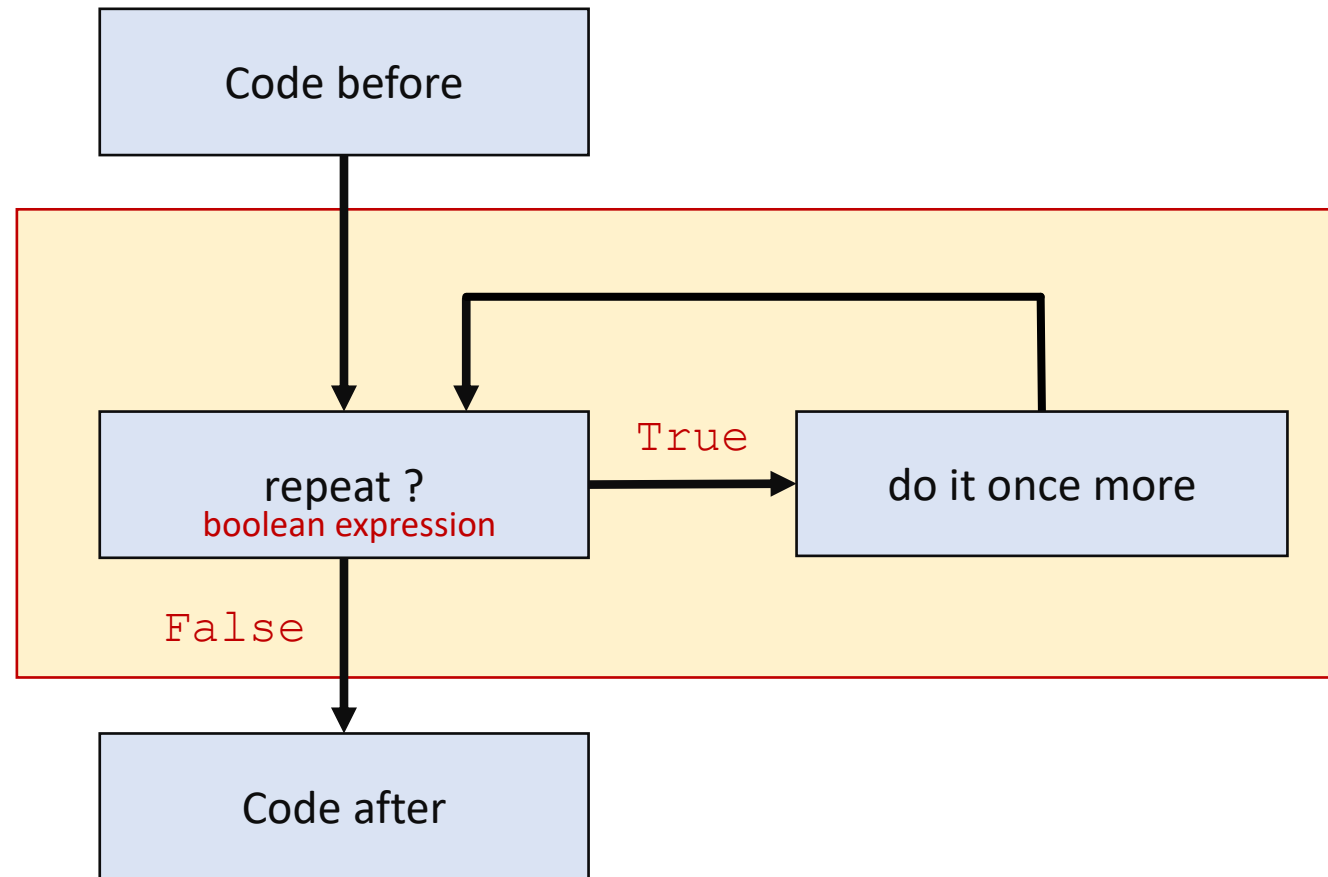 Code before
True
repeat ?
boolean expression
do it once more
False
Code after